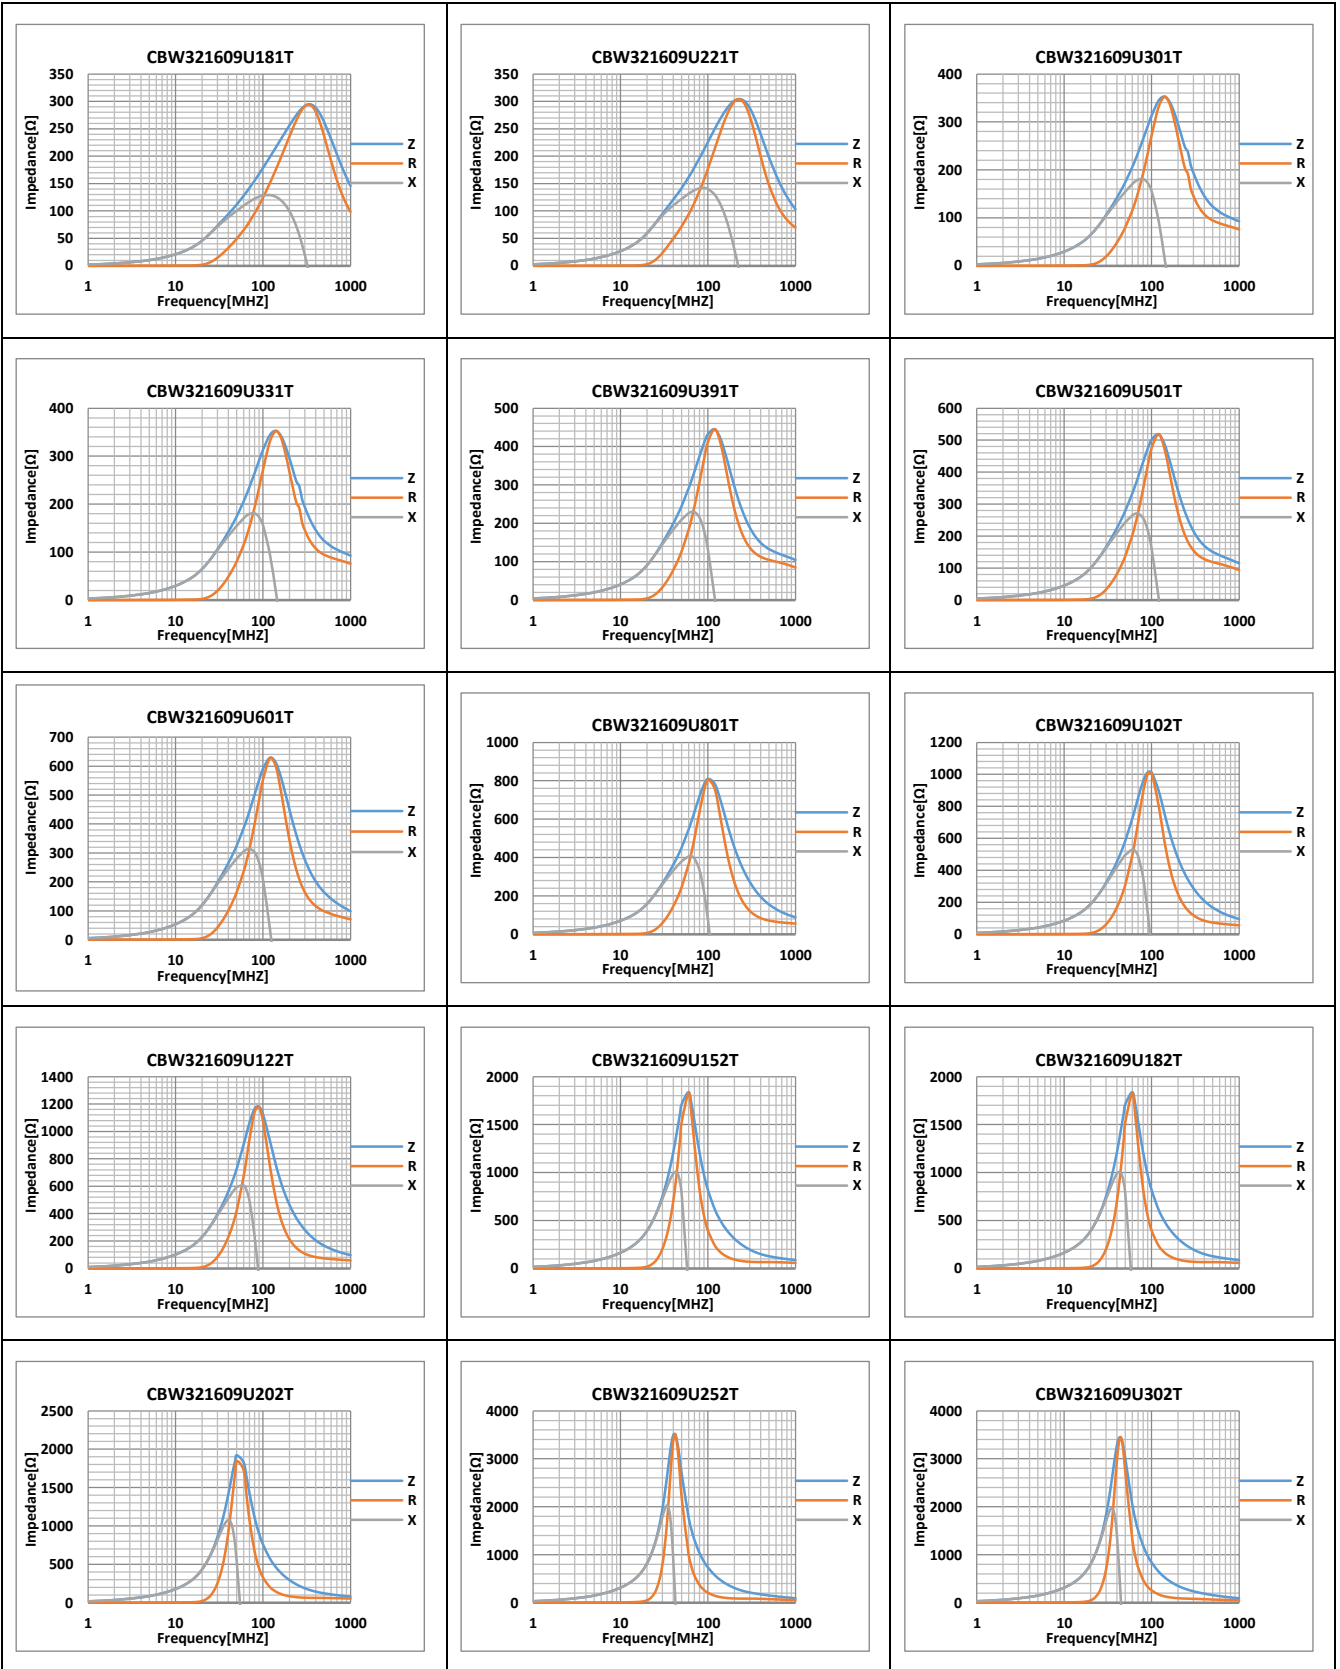 CBW321609U181T
Impedance[Ω]
350
300
250
200
150
100
50
0
1 10 100 1000
Frequency[MHZ]
Z
R
X
CBW321609U221T
Impedance[Ω]
350
300
250
200
150
100
50
0
1 10 100 1000
Frequency[MHZ]
Z
R
X
CBW321609U301T
Impedance[Ω]
400
300
200
100
0
1 10 100 1000
Frequency[MHZ]
Z
R
X
CBW321609U331T
Impedance[Ω]
400
300
200
100
0
1 10 100 1000
Frequency[MHZ]
Z
R
X
CBW321609U391T
Impedance[Ω]
500
400
300
200
100
0
1 10 100 1000
Frequency[MHZ]
Z
R
X
CBW321609U501T
Impedance[Ω]
600
500
400
300
200
100
0
1 10 100 1000
Frequency[MHZ]
Z
R
X
CBW321609U601T
Impedance[Ω]
700
600
500
400
300
200
100
0
1 10 100 1000
Frequency[MHZ]
Z
R
X
CBW321609U801T
Impedance[Ω]
1000
800
600
400
200
0
1 10 100 1000
Frequency[MHZ]
Z
R
X
CBW321609U102T
Impedance[Ω]
1200
1000
800
600
400
200
0
1 10 100 1000
Frequency[MHZ]
Z
R
X
CBW321609U122T
Impedance[Ω]
1400
1200
1000
800
600
400
200
0
1 10 100 1000
Frequency[MHZ]
Z
R
X
CBW321609U152T
Impedance[Ω]
2000
1500
1000
500
0
1 10 100 1000
Frequency[MHZ]
Z
R
X
CBW321609U182T
Impedance[Ω]
2000
1500
1000
500
0
1 10 100 1000
Frequency[MHZ]
Z
R
X
CBW321609U202T
Impedance[Ω]
2500
2000
1500
1000
500
0
1 10 100 1000
Frequency[MHZ]
Z
R
X
CBW321609U252T
Impedance[Ω]
4000
3000
2000
1000
0
1 10 100 1000
Frequency[MHZ]
Z
R
X
CBW321609U302T
Impedance[Ω]
4000
3000
2000
1000
0
1 10 100 1000
Frequency[MHZ]
Z
R
X